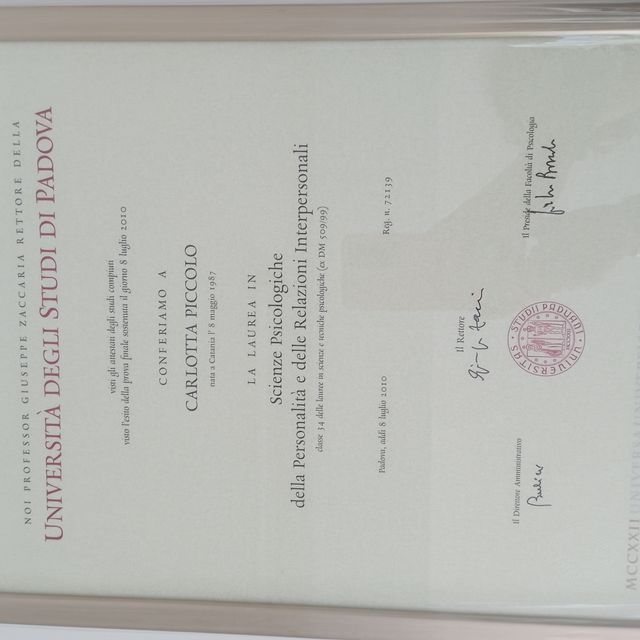 NOI PROFESSOR GIUSEPPE ZACCARIA RETTORE DELLA
UNIVERSITÀ DEGLI STUDI DI PADOVA
visti gli attestati degli studi compiuti
visto l'esito della prova finale sostenuta il giorno 8 luglio 2010
CONFERIAMO A
CARLOTTA PICCOLO
nata a Catania l' 8 maggio 1987
LA LAUREA IN
Scienze Psicologiche
della Personalità e delle Relazioni Interpersonali
classe 34 delle lauree in scienze e tecniche psicologiche (ex DM 509/99)
Padova, addì 8 luglio 2010
Reg. n. 72139
Il Rettore
Il Direttore Amministrativo
UNIVERSITAS STUDII PADUANI
Il Preside della Facoltà di Psicologia